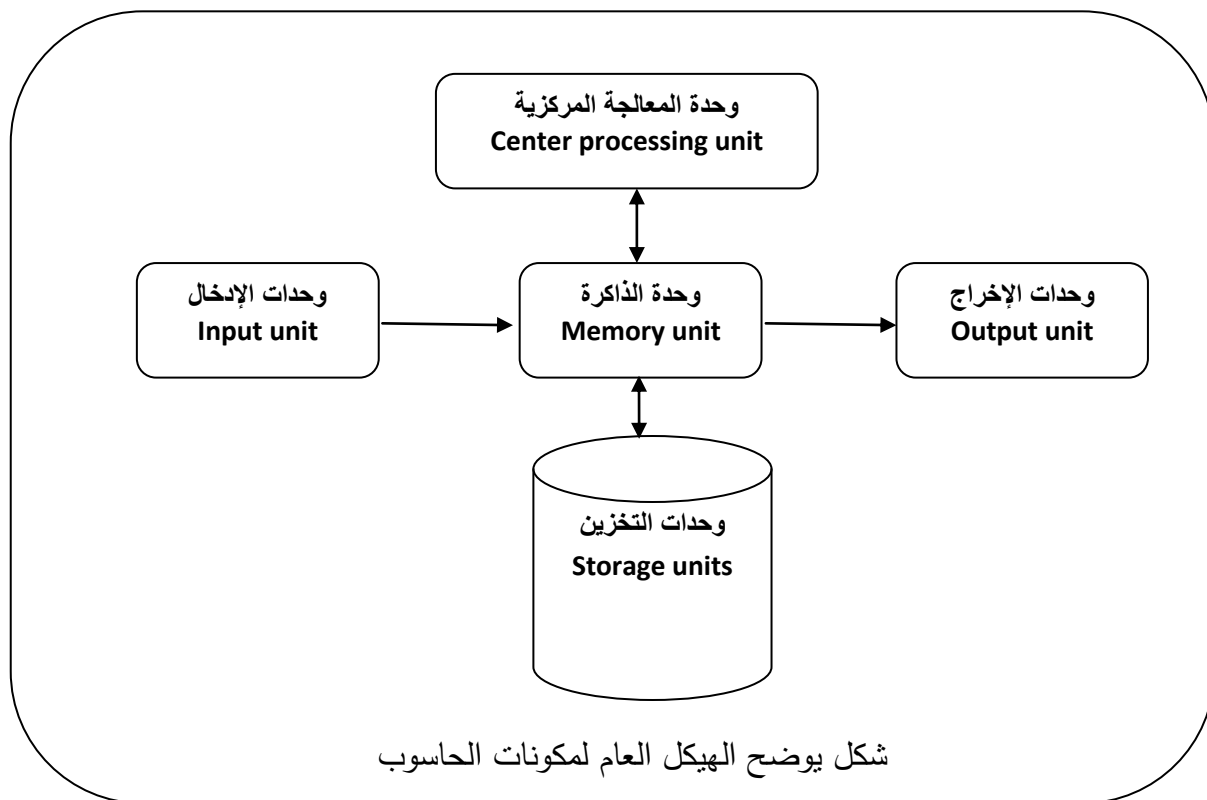 وحدة المعالجة المركزية
Center processing unit
وحدات الإدخال
Input unit
وحدة الذاكرة
Memory unit
وحدات الإخراج
Output unit
وحدات التخزين
Storage units
شكل يوضح الهيكل العام لمكونات الحاسوب